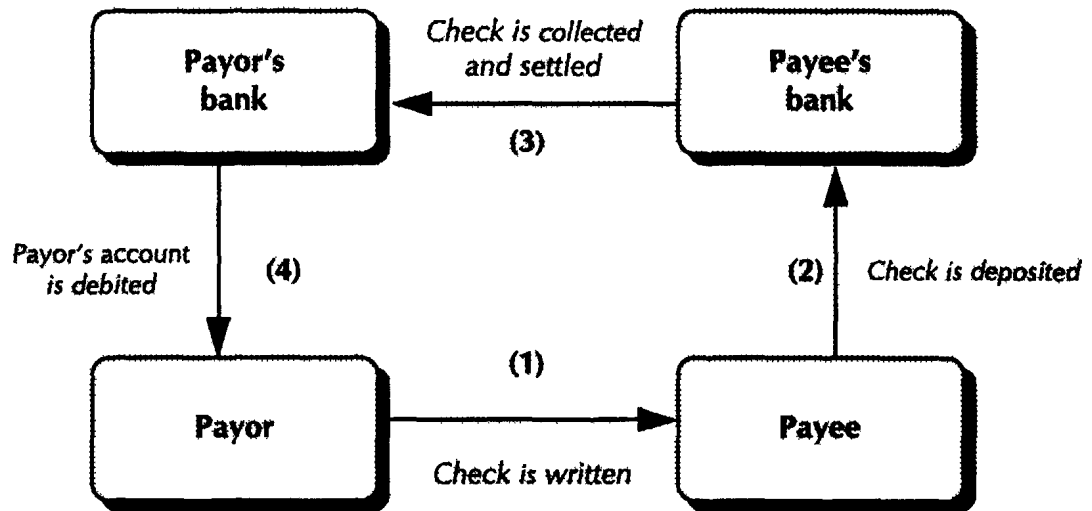 Payor's
bank
Check is collected
and settled
(3)
Payee's
bank
Payor's account
is debited
(4)
(2)
Check is deposited
Payor
(1)
Check is written
Payee